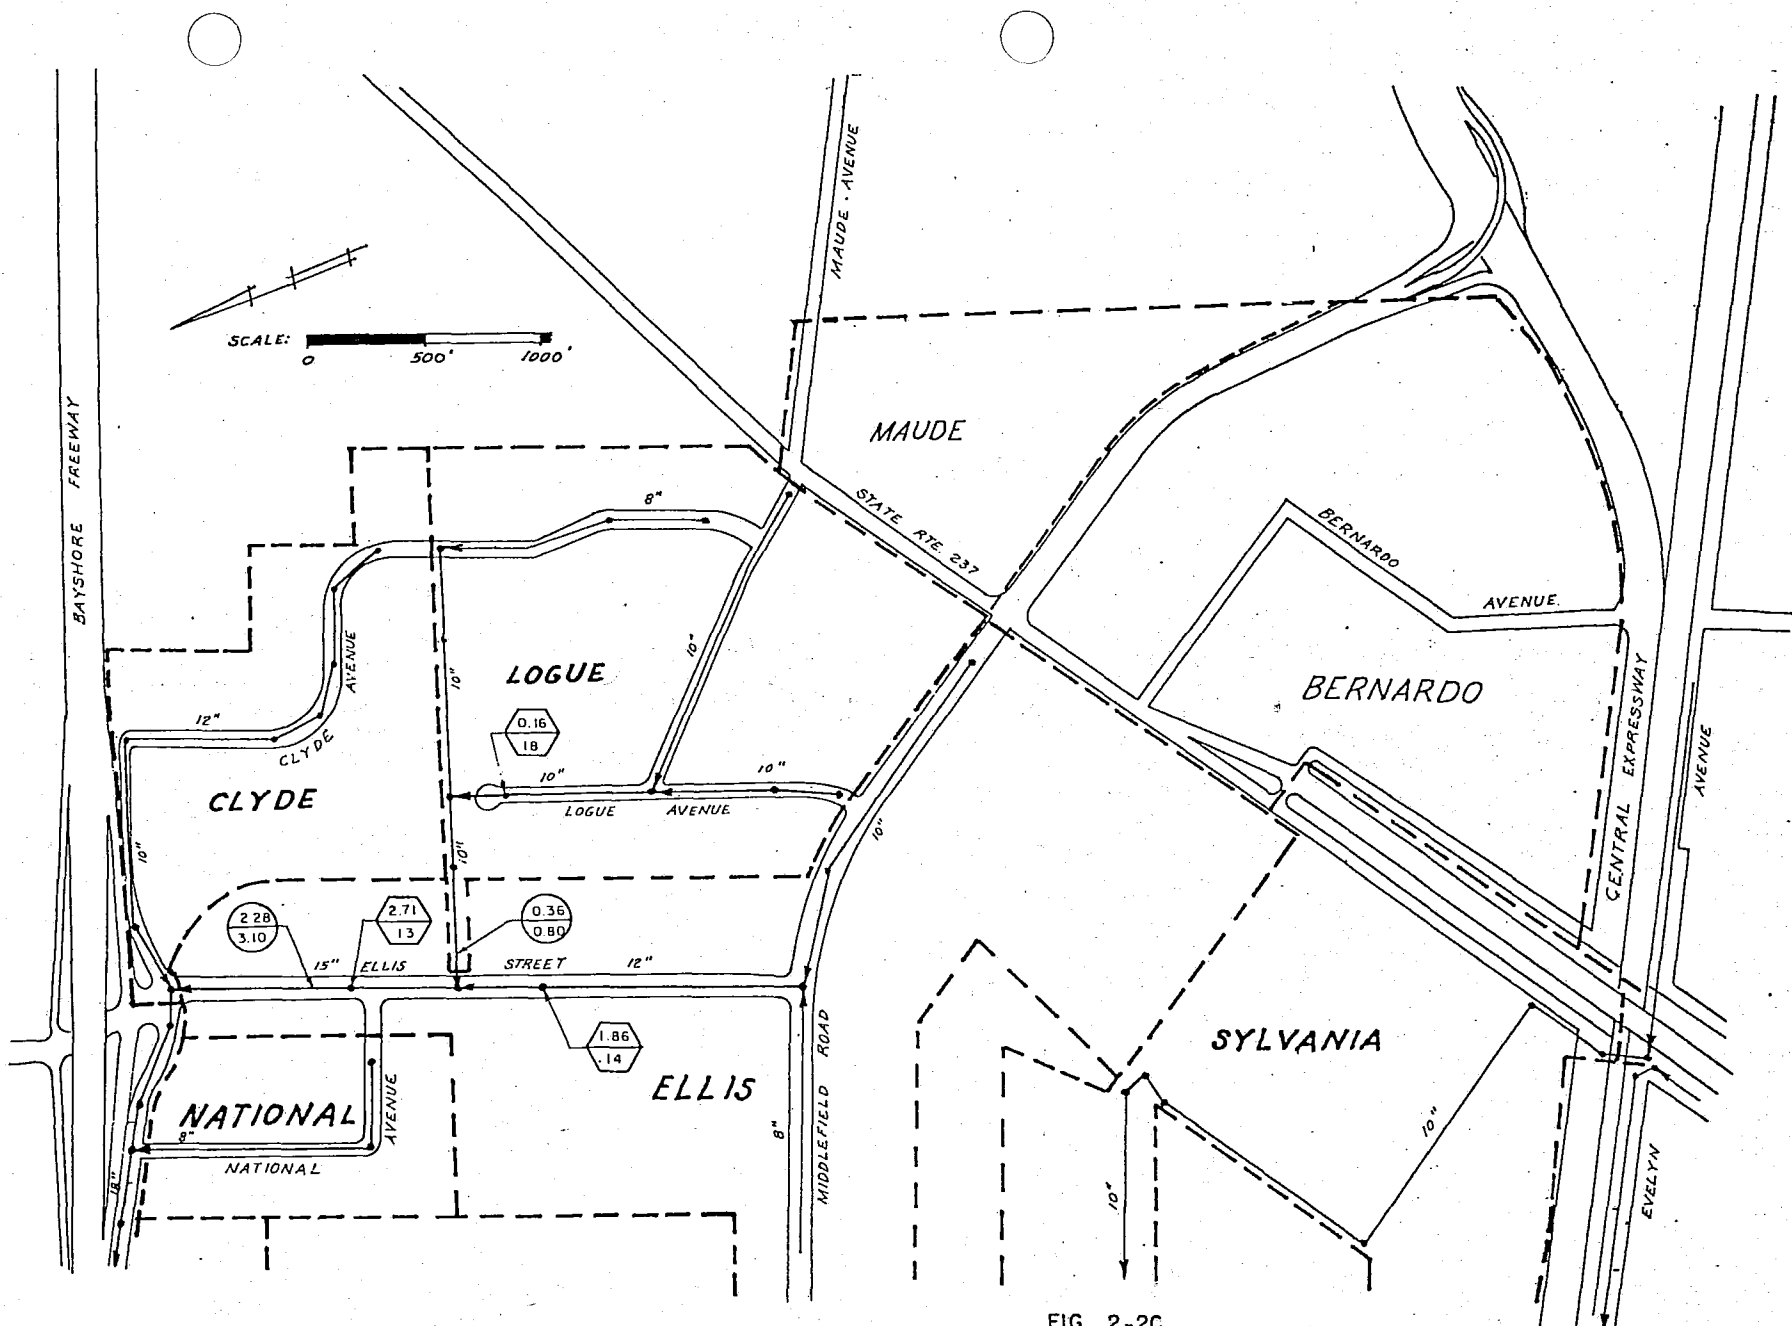 MAUDE · AVENUE
SCALE:
0
500'
1000'
BAYSHORE FREEWAY
MAUDE
STATE RTE. 237
8"
BERNARDO
AVENUE.
AVENUE
10"
10"
LOGUE
BERNARDO
CENTRAL EXPRESSWAY
AVENUE
12"
CLYDE
0.16
18
10"
10"
CLYDE
LOGUE
AVENUE
10"
10"
10"
2.28
3.10
2.71
13
0.36
0.80
15"
ELLIS
STREET
12"
1.86
.14
MIDDLEFIELD ROAD
SYLVANIA
ELLIS
NATIONAL
AVENUE
8"
NATIONAL
8"
18"
10"
10"
EVELYN
FIG. 2-2C